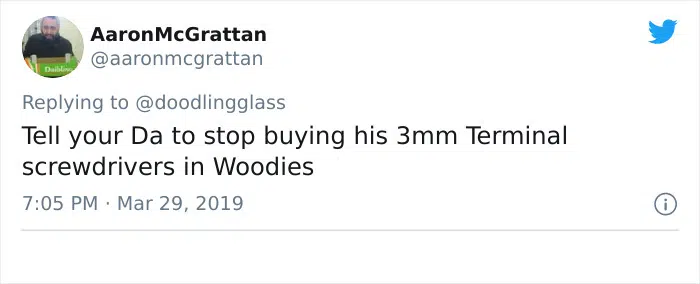 AaronMcGrattan
@aaronmcgrattan
Replying to @doodlingglass
Tell your Da to stop buying his 3mm Terminal
screwdrivers in Woodies
7:05 PM · Mar 29, 2019